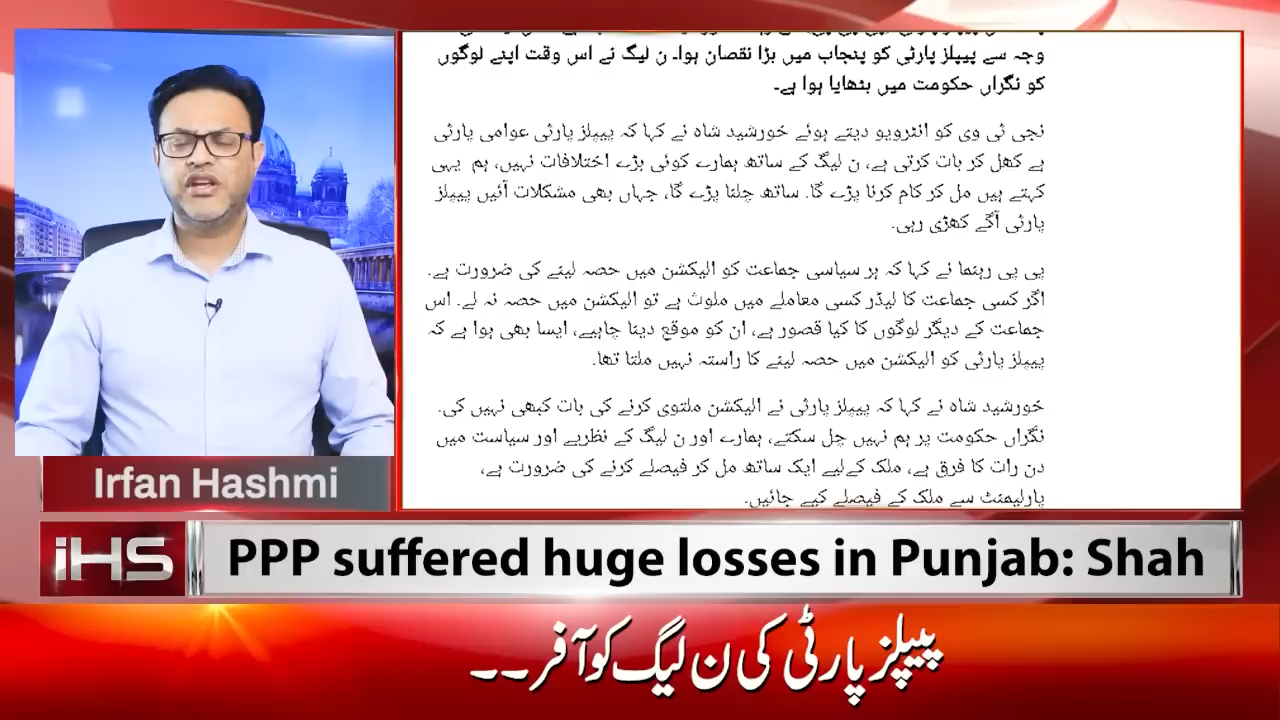 وجہ سے پیپلز پارٹی کو پنجاب میں بڑا نقصان ہوا۔ ن لیگ نے اس وقت اپنے لوگوں
کو نگراں حکومت میں بٹھایا ہوا ہے۔
نجی ٹی وی کو انٹرویو دیتے ہوئے خورشید شاہ نے کہا کہ پیپلز پارٹی عوامی پارٹی
ہے کھل کر بات کرتی ہے، ن لیگ کے ساتھ ہمارے کوئی بڑے اختلافات نہیں، ہم یہی
کہتے ہیں مل کر کام کرنا پڑے گا. ساتھ چلنا پڑے گا، جہاں بھی مشکلات آئیں پیپلز
پارٹی آگے کھڑی رہی.
پی پی رہنما نے کہا کہ ہر سیاسی جماعت کو الیکشن میں حصہ لینے کی ضرورت ہے.
اگر کسی جماعت کا لیڈر کسی معاملے میں ملوث ہے تو الیکشن میں حصہ نہ لے. اس
جماعت کے دیگر لوگوں کا کیا قصور ہے، ان کو موقع دینا چاہیے، ایسا بھی ہوا ہے کہ
پیپلز پارٹی کو الیکشن میں حصہ لینے کا راستہ نہیں ملتا تھا.
خورشید شاہ نے کہا کہ پیپلز پارٹی نے الیکشن ملتوی کرنے کی بات کبھی نہیں کی.
نگراں حکومت پر ہم نہیں چل سکتے، ہمارے اور ن لیگ کے نظریے اور سیاست میں
دن رات کا فرق ہے، ملک کےلیے ایک ساتھ مل کر فیصلے کرنے کی ضرورت ہے،
پارلیمنٹ سے ملک کے فیصلے کیے جائیں.
Irfan Hashmi
iHS
PPP suffered huge losses in Punjab: Shah
پیپلز پارٹی کی ن لیگ کو آفر ۔۔